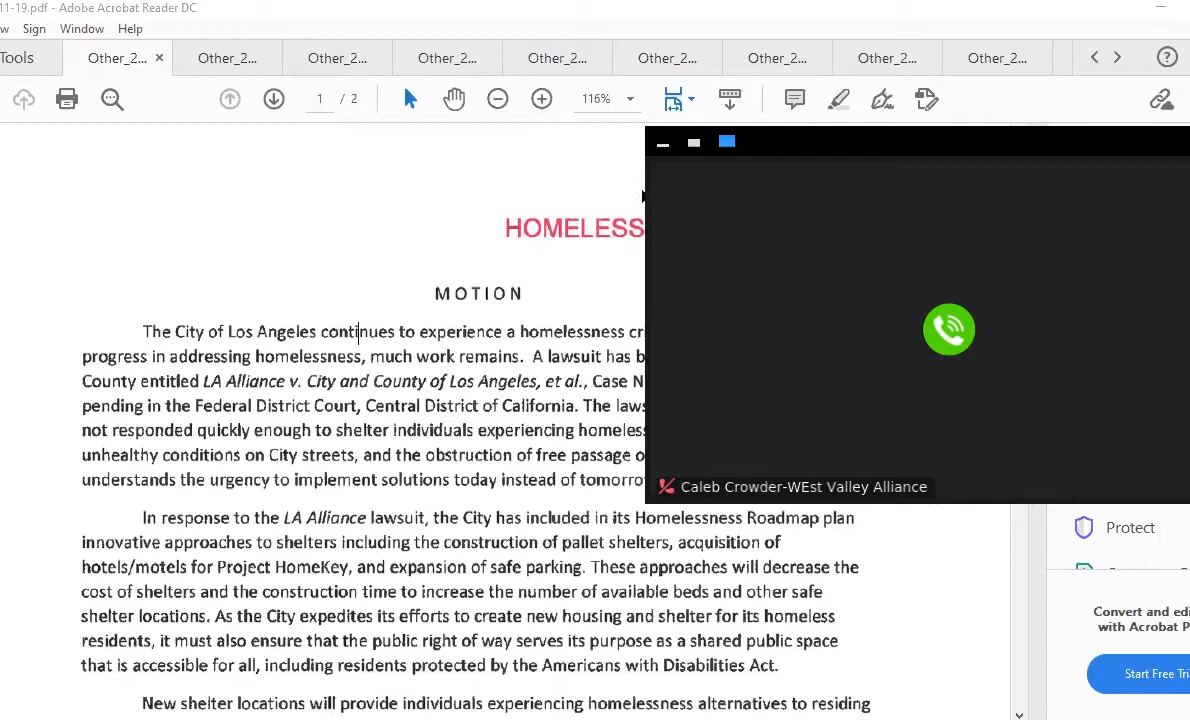 11-19.pdf - Adobe Acrobat Reader DC
w Sign Window Help
Tools Other_2... × Other_2... Other_2... Other_2... Other_2... Other_2... Other_2... Other_2... Other_2...
1 / 2 116%
HOMELESS
MOTION
The City of Los Angeles continues to experience a homelessness cr
progress in addressing homelessness, much work remains. A lawsuit has b
County entitled LA Alliance v. City and County of Los Angeles, et al., Case N
pending in the Federal District Court, Central District of California. The laws
not responded quickly enough to shelter individuals experiencing homeless
unhealthy conditions on City streets, and the obstruction of free passage o
understands the urgency to implement solutions today instead of tomorro
Caleb Crowder-WEst Valley Alliance
In response to the LA Alliance lawsuit, the City has included in its Homelessness Roadmap plan
innovative approaches to shelters including the construction of pallet shelters, acquisition of
hotels/motels for Project HomeKey, and expansion of safe parking. These approaches will decrease the
cost of shelters and the construction time to increase the number of available beds and other safe
shelter locations. As the City expedites its efforts to create new housing and shelter for its homeless
residents, it must also ensure that the public right of way serves its purpose as a shared public space
that is accessible for all, including residents protected by the Americans with Disabilities Act.
New shelter locations will provide individuals experiencing homelessness alternatives to residing
Protect
Convert and edi
with Acrobat P
Start Free Tri